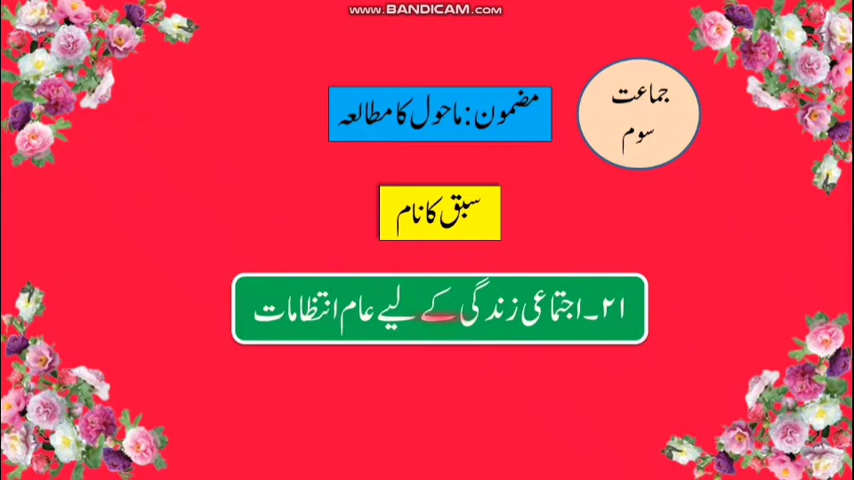 www.BANDICAM.com
جماعت
سوم
مضمون:ماحول کا مطالعہ
سبق کا نام
۲۱۔اجتماعی زندگی کے لیے عام انتظامات